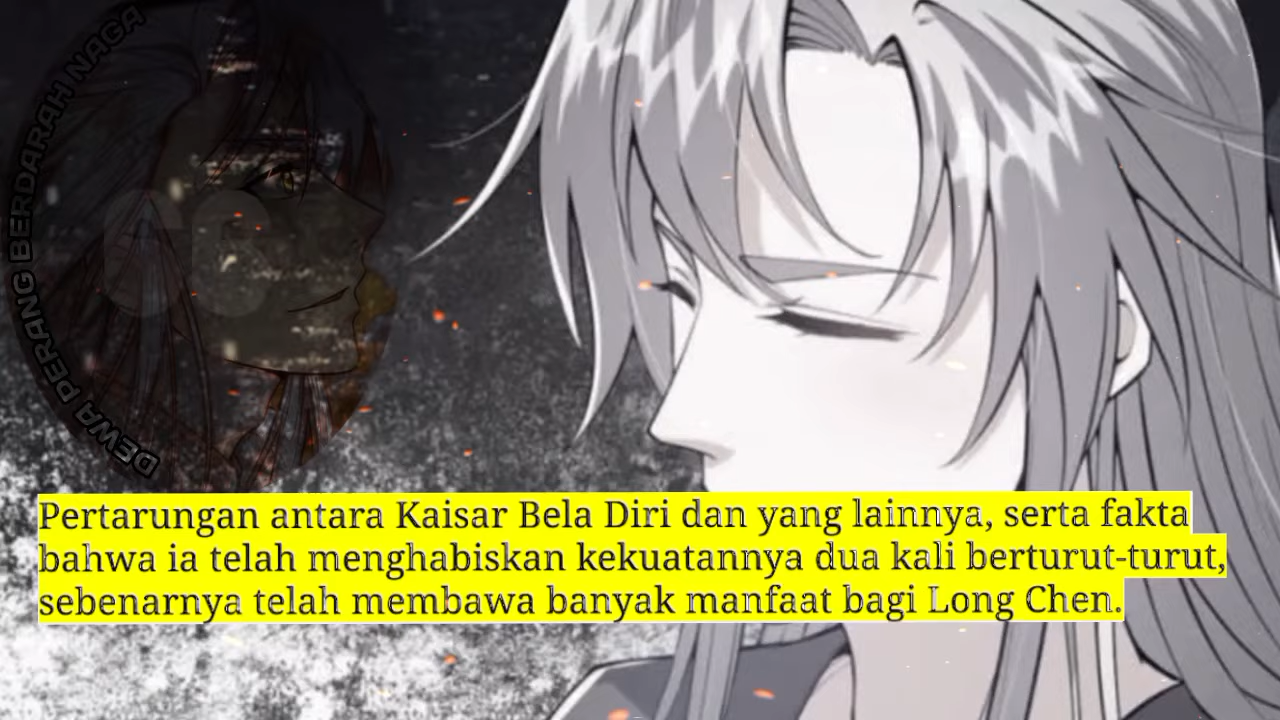 DEWA PERANG BERDARAH NAGA
Pertarungan antara Kaisar Bela Diri dan yang lainnya, serta fakta
bahwa ia telah menghabiskan kekuatannya dua kali berturut-turut,
sebenarnya telah membawa banyak manfaat bagi Long Chen.